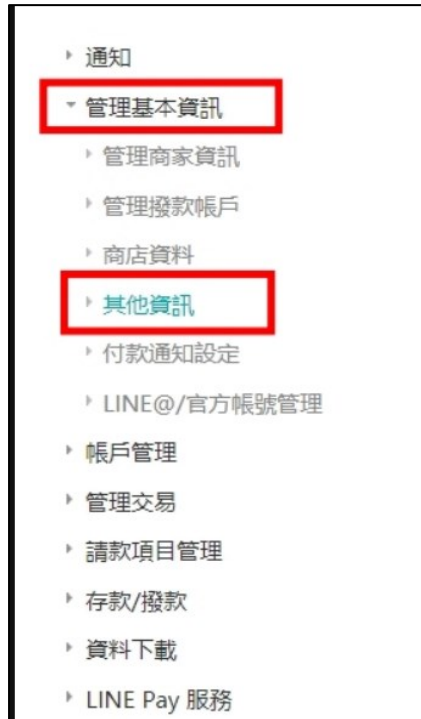 通知
管理基本資訊
管理商家資訊
管理撥款帳戶
商店資料
其他資訊
付款通知設定
LINE@/官方帳號管理
帳戶管理
管理交易
請款項目管理
存款/撥款
資料下載
LINE Pay 服務